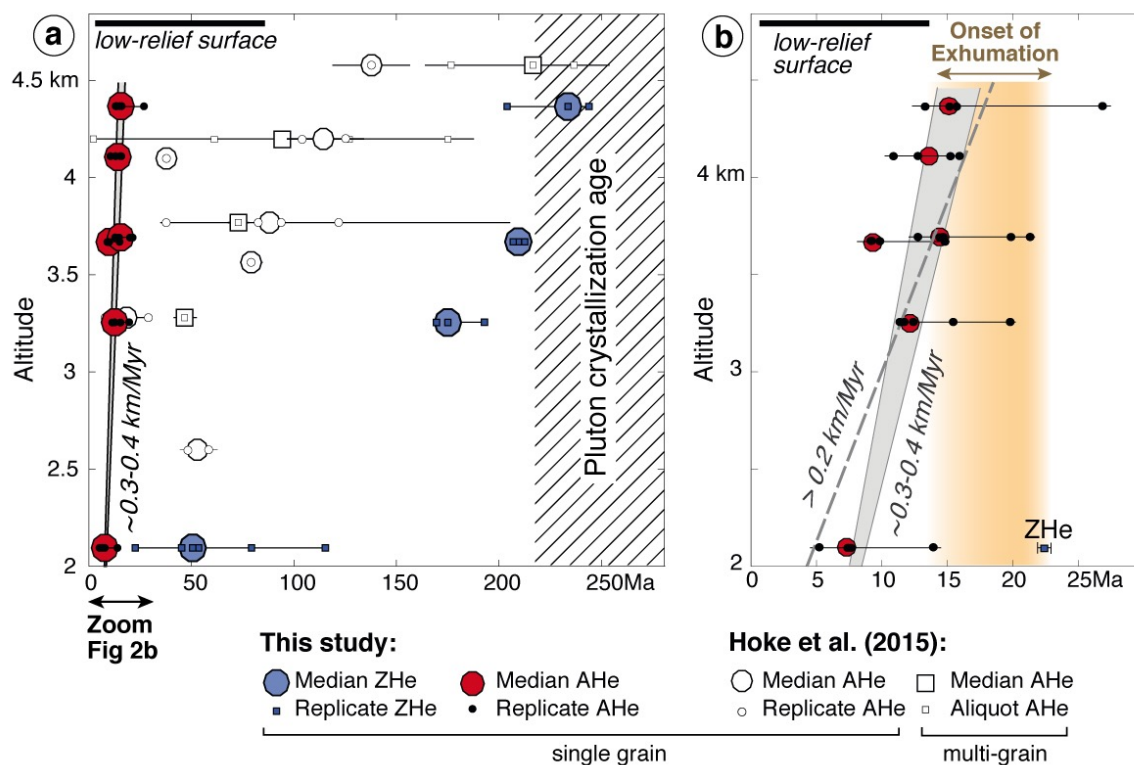 a
low-relief surface
4.5 km
4
3.5
3
2.5
2
Altitude
~0.3-0.4 km/Myr
Pluton crystallization age
0
50
100
150
200
250Ma
Zoom
Fig 2b
b
low-relief
surface
Onset of
Exhumation
4 km
3
2
Altitude
> 0.2 km/Myr
~0.3-0.4 km/Myr
ZHe
0
5
10
15
20
25Ma
This study:
Median ZHe
Median AHe
Replicate ZHe
Replicate AHe
single grain
Hoke et al. (2015):
Median AHe
Median AHe
Replicate AHe
Aliquot AHe
multi-grain